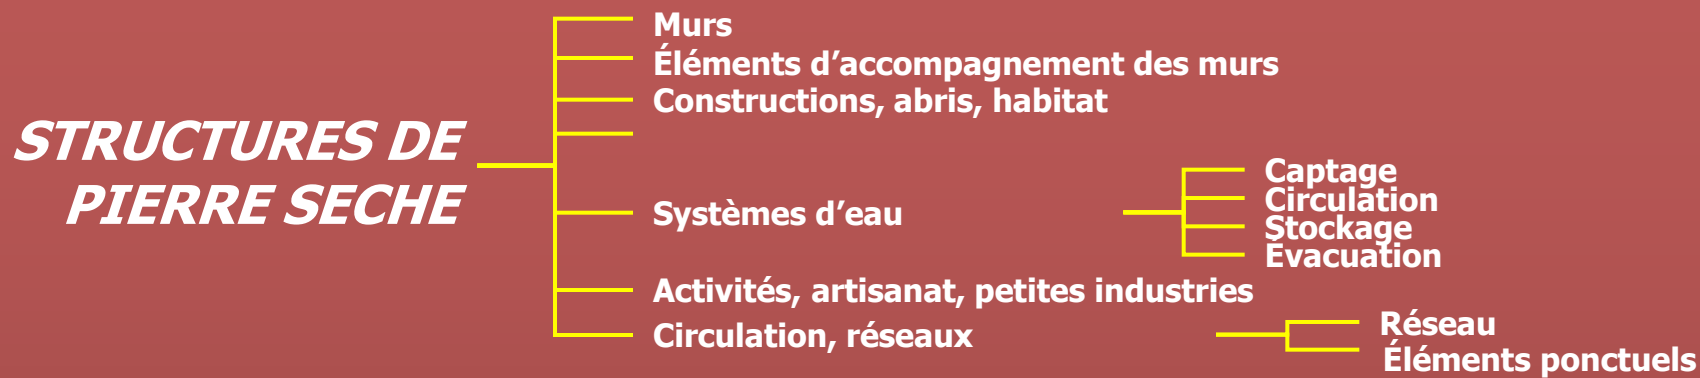 STRUCTURES DE
PIERRE SECHE
Murs
Éléments d’accompagnement des murs
Constructions, abris, habitat
Systèmes d’eau
Captage
Circulation
Stockage
Évacuation
Activités, artisanat, petites industries
Circulation, réseaux
Réseau
Éléments ponctuels